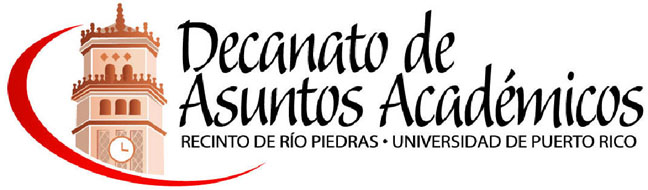 Decanato de
Asuntos Académicos
RECINTO DE RÍO PIEDRAS • UNIVERSIDAD DE PUERTO RICO